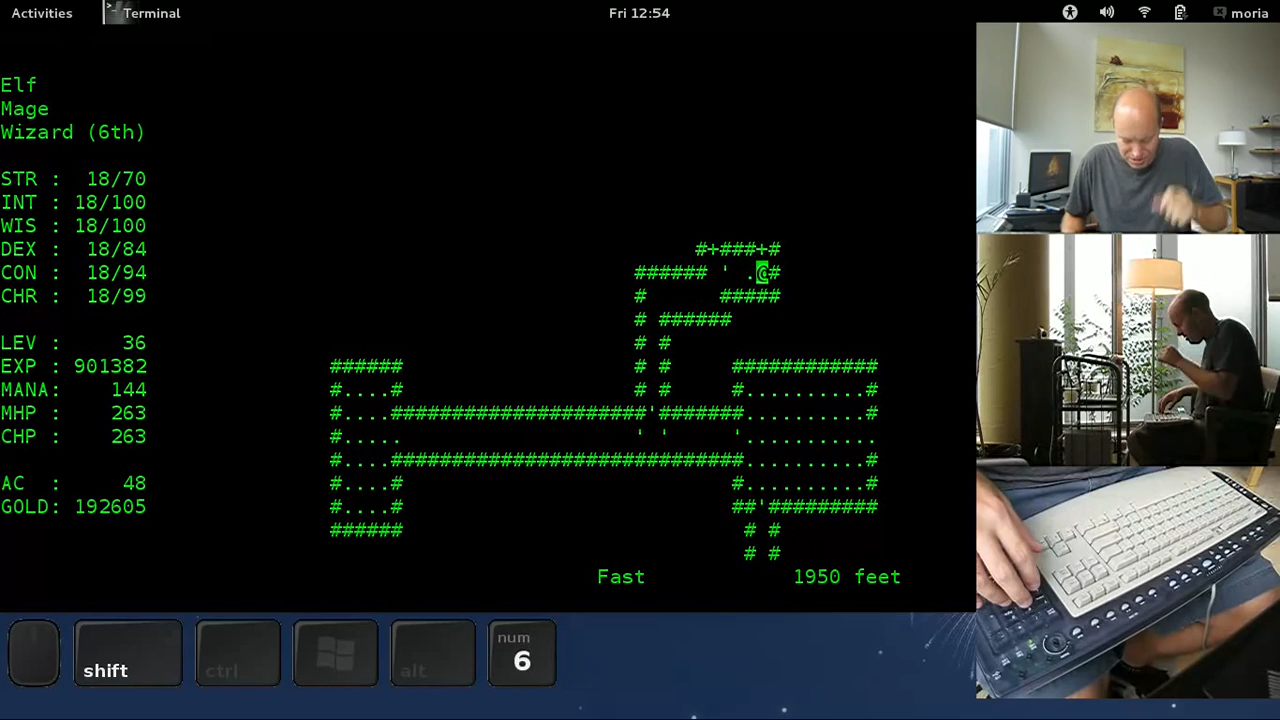 Activities Terminal Fri 12:54 moria
Elf
Mage
Wizard (6th)
STR : 18/70
INT : 18/100
WIS : 18/100
DEX : 18/84
CON : 18/94
CHR : 18/99
LEV : 36
EXP : 901382
MANA: 144
MHP : 263
CHP : 263
AC : 48
GOLD: 192605
#+###+#
###### ' .@#
# #####
# ######
# #
###### # # ###########
#....# # # #..........#
#....#####################'#######..........#
#..... ' ' '...........
#....#############################..........#
#....# #..........#
#....# ##'#########
###### # #
# #
Fast 1950 feet
shift ctrl alt num 6